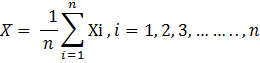 X = 1/n ∑_{i=1}^{n} Xi , i = 1, 2, 3, … … . . , n